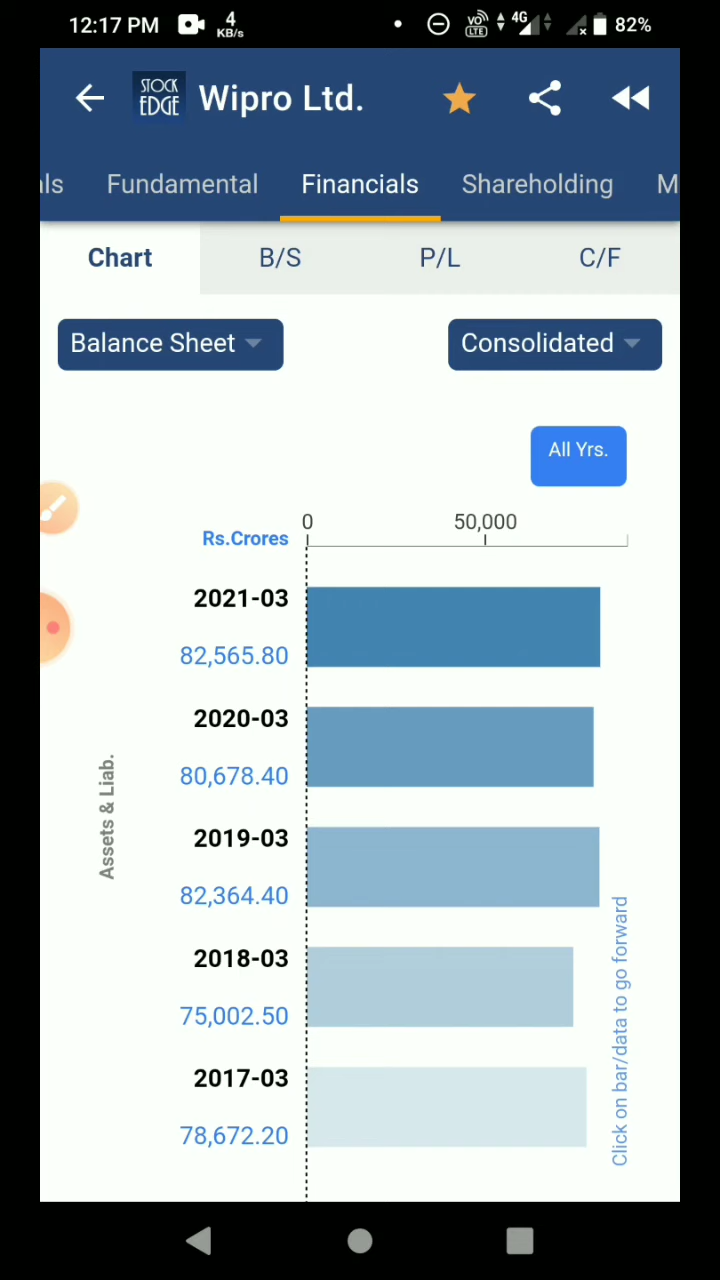 12:17 PM 4 KB/s VO LTE 4G 82%
STOCK EDGE Wipro Ltd.
ls Fundamental Financials Shareholding M
Chart B/S P/L C/F
Balance Sheet Consolidated
All Yrs.
Rs.Crores 0 50,000
2021-03
82,565.80
2020-03
80,678.40
2019-03
82,364.40
2018-03
75,002.50
2017-03
78,672.20
Assets & Liab.
Click on bar/data to go forward